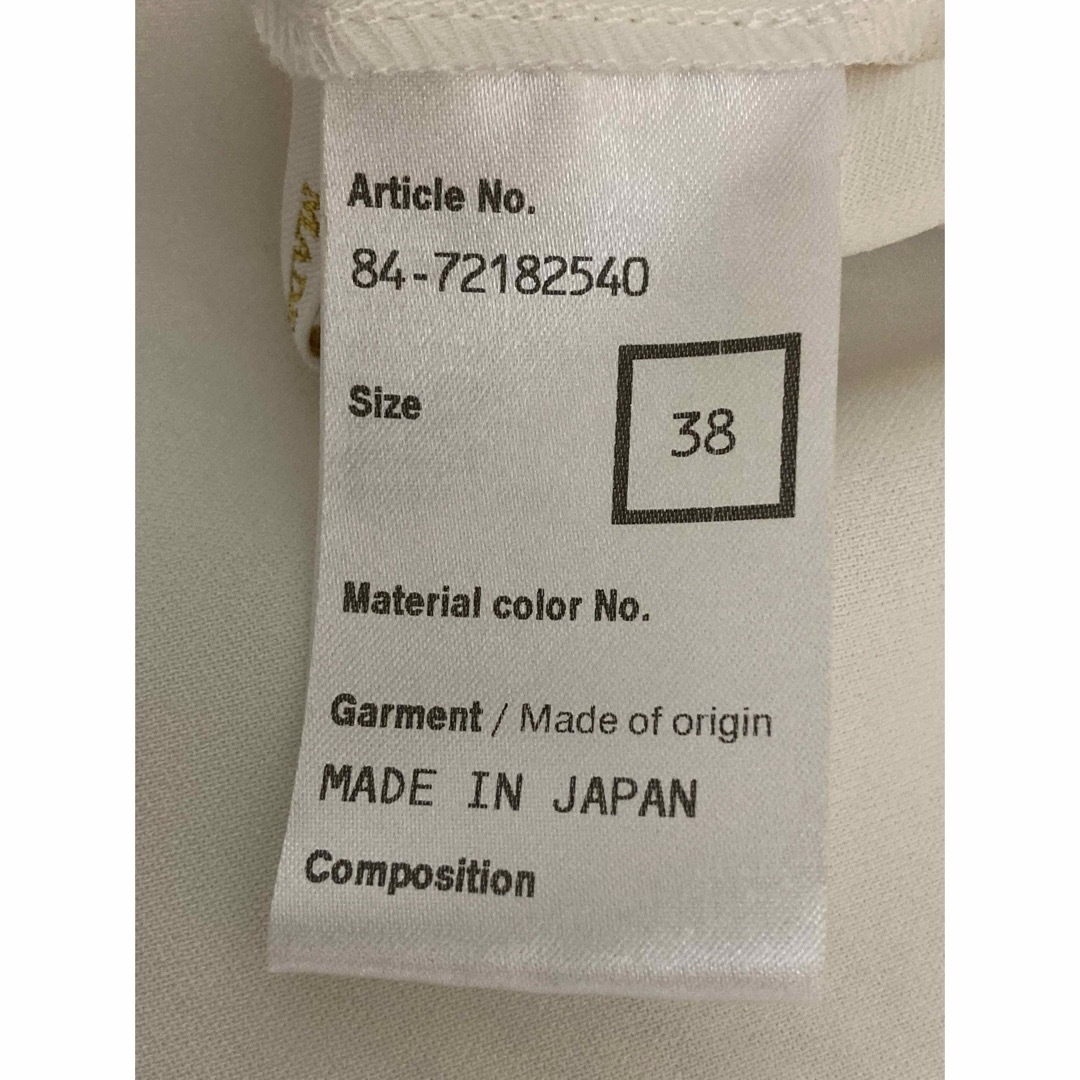 Article No.
84-72182540
Size
38
Material color No.
Garment / Made of origin
MADE IN JAPAN
Composition